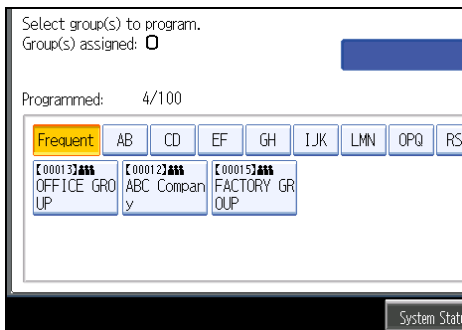 Select group(s) to program.
Group(s) assigned: 0
Programmed: 4/100
Frequent AB CD EF GH IJK LMN OPQ RS
【00013】 【00012】 【00015】
OFFICE GRO ABC Compan FACTORY GR
UP y OUP
System Statu